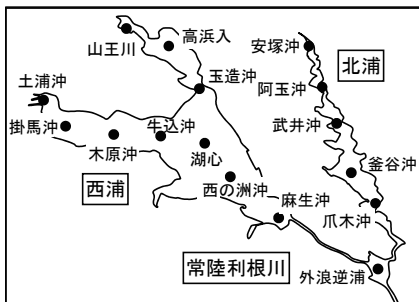 山王川
高浜入
安塚沖
北浦
土浦沖
玉造沖
阿玉沖
掛馬沖
木原沖
牛込沖
湖心
武井沖
釜谷沖
西浦
西の洲沖
麻生沖
爪木沖
常陸利根川
外浪逆浦